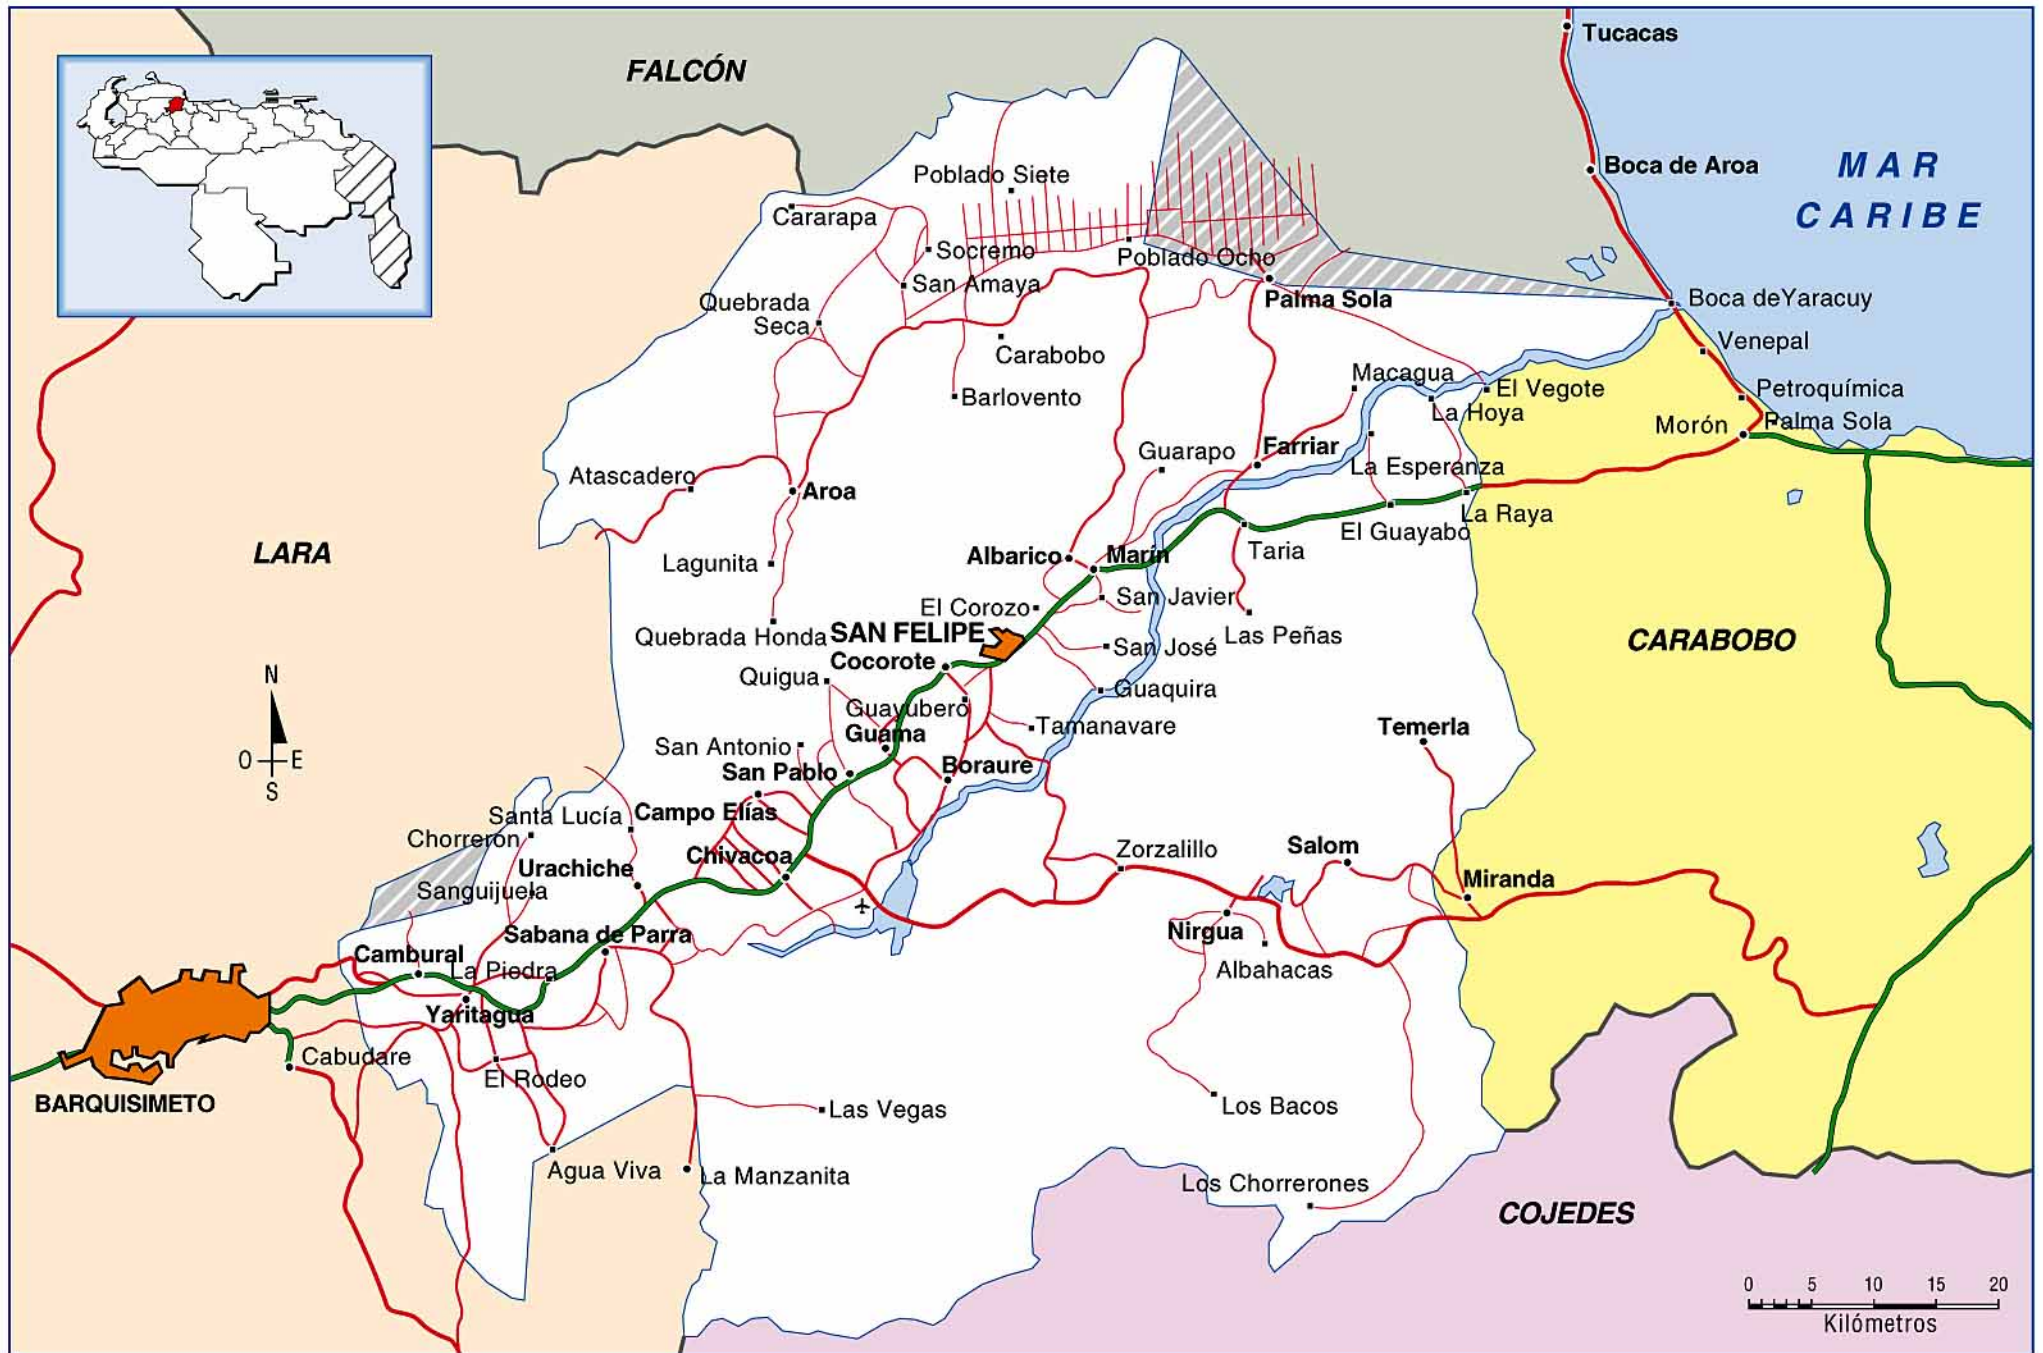 Tucacas
FALCÓN
Boca de Aroa
MAR
CARIBE
Poblado Siete
Cararapa
Socremo
Poblado Ocho
San Amaya
Palma Sola
Boca deYaracuy
Quebrada
Seca
Venepal
Carabobo
Macagua
Barlovento
El Vegote
Petroquímica
La Hoya
Morón
Palma Sola
Guarapo
Farriar
La Esperanza
Atascadero
Aroa
La Raya
El Guayabo
LARA
Lagunita
Albarico
Marín
Taria
San Javier
El Corozo
Quebrada Honda
SAN FELIPE
Las Peñas
San José
CARABOBO
Cocorote
Quigua
Guaquira
N
O
E
S
Guayubero
Tamanavare
Temerla
Guama
San Antonio
San Pablo
Boraure
Santa Lucía
Campo Elías
Chorreron
Chivacoa
Zorzalillo
Salom
Urachiche
Miranda
Sanguijuela
Sabana de Parra
Nirgua
Cambural
La Piedra
Albahacas
Yaritagua
Cabudare
El Rodeo
BARQUISIMETO
Las Vegas
Los Bacos
Agua Viva
La Manzanita
Los Chorrerones
COJEDES
0 5 10 15 20
Kilómetros